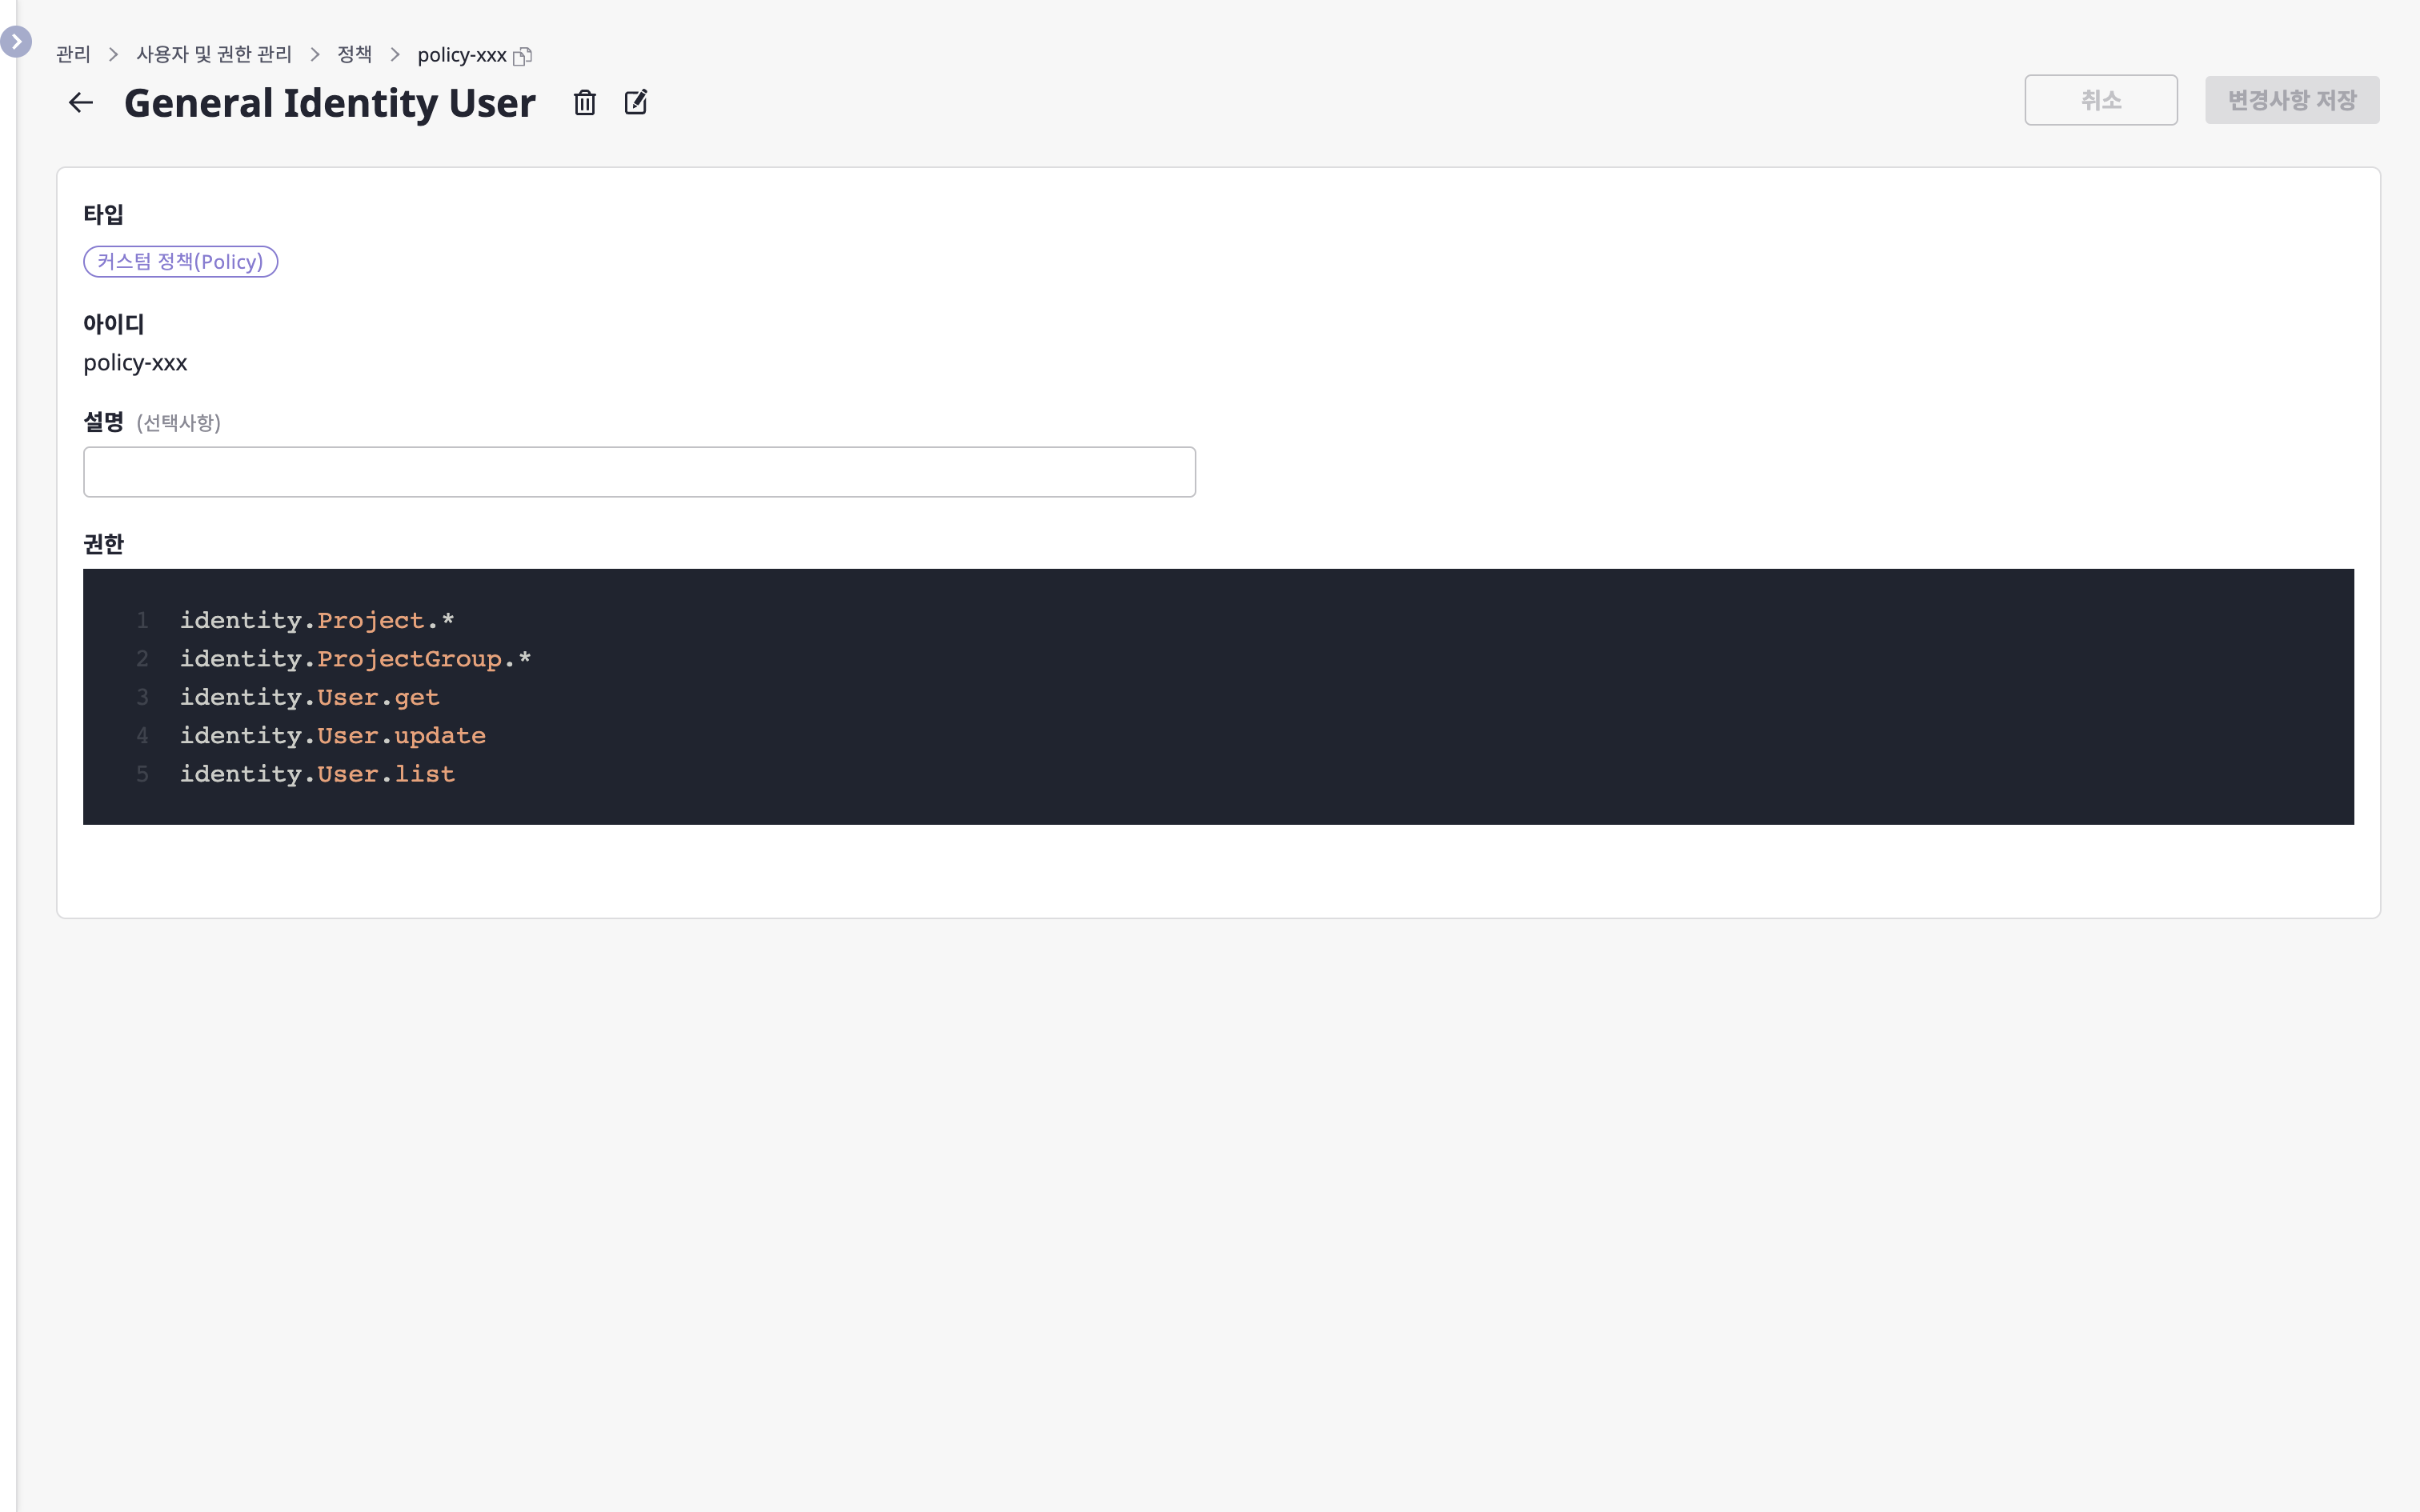 관리 사용자 및 권한 관리 정책 policy-xxx
General Identity User
취소 변경사항 저장
타입
커스텀 정책(Policy)
아이디
policy-xxx
설명 (선택사항)
권한
1 identity.Project.*
2 identity.ProjectGroup.*
3 identity.User.get
4 identity.User.update
5 identity.User.list